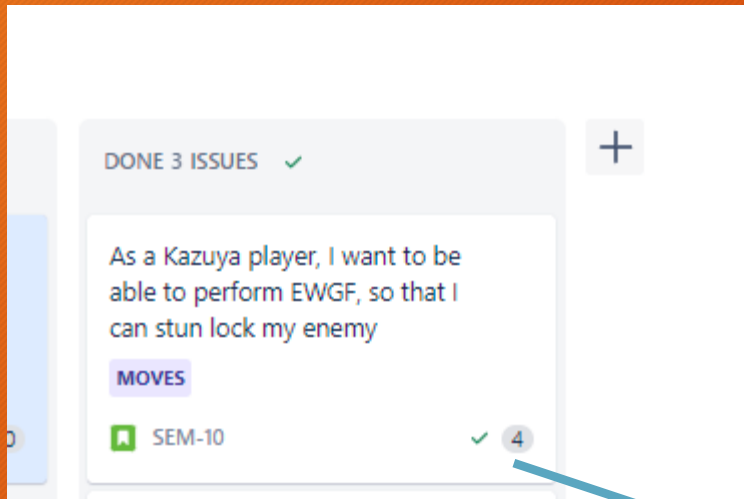 DONE 3 ISSUES
As a Kazuya player, I want to be
able to perform EWGF, so that I
can stun lock my enemy
MOVES
SEM-10
4